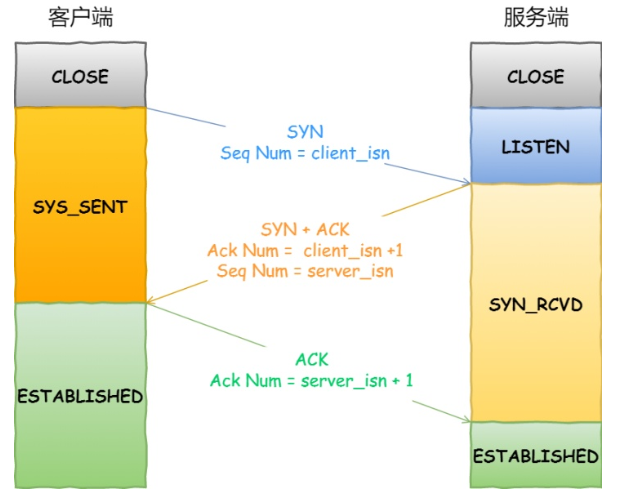 客户端
服务端
CLOSE
CLOSE
SYN
Seq Num = client_isn
LISTEN
SYS_SENT
SYN + ACK
Ack Num = client_isn +1
Seq Num = server_isn
SYN_RCVD
ACK
Ack Num = server_isn + 1
ESTABLISHED
ESTABLISHED